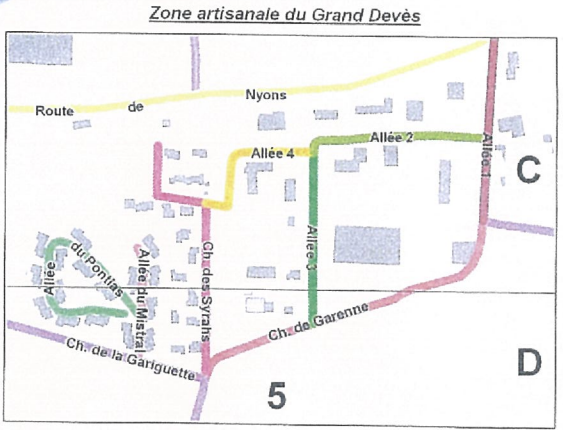 Zone artisanale du Grand Devès
Route de Nyons
Allée 2
Allée 4
Allée 1
C
Allée 3
Ch. des Syrahs
Allée du Pontias
Allée du Mistral
Ch. de Garenne
Ch. de la Gariguette
D
5